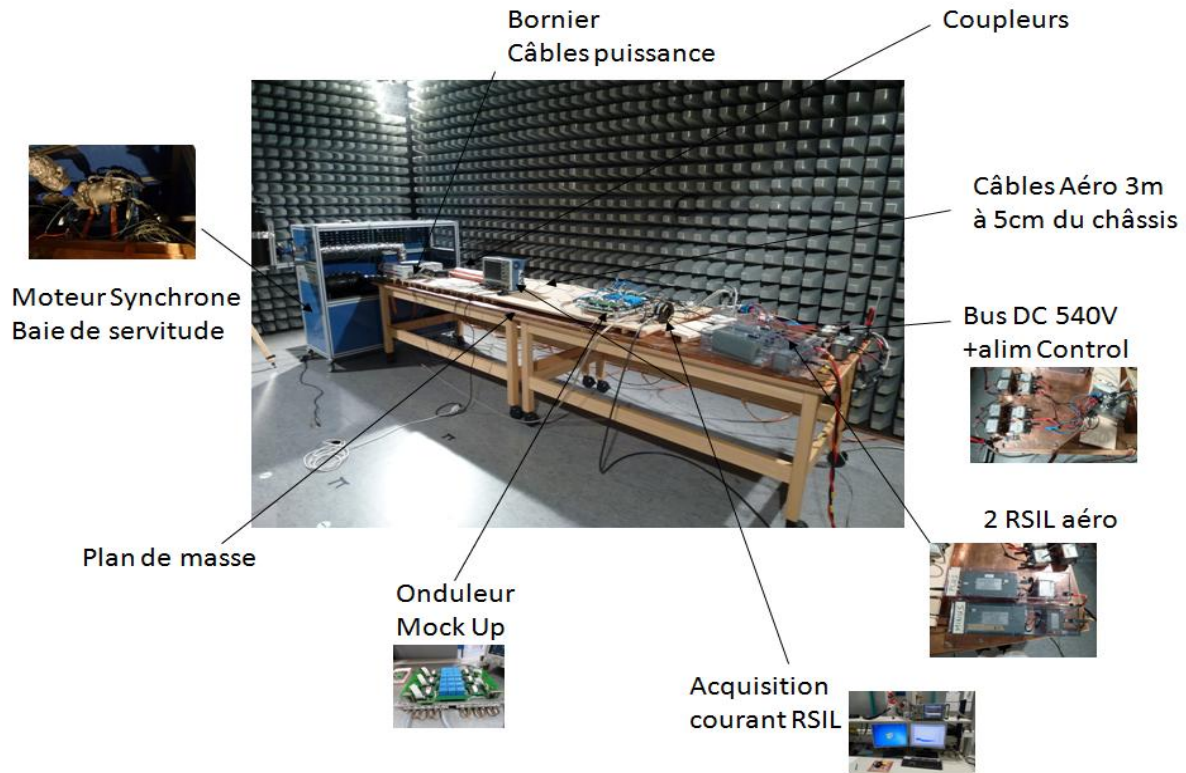 Bornier
Câbles puissance
Coupleurs
Câbles Aéro 3m
à 5cm du châssis
Moteur Synchrone
Baie de servitude
Bus DC 540V
+alim Control
2 RSIL aéro
Plan de masse
Onduleur
Mock Up
Acquisition
courant RSIL